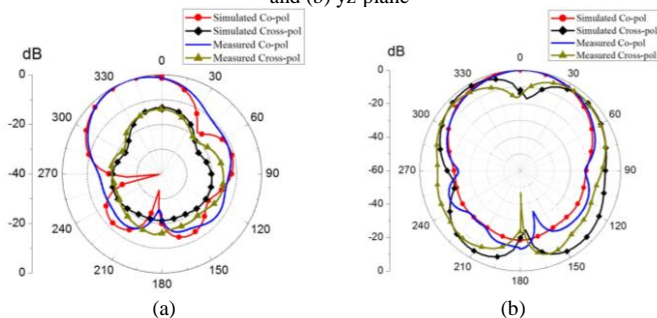 and (b) yz-plane
Simulated Co-pol
Simulated Cross-pol
Measured Co-pol
Measured Cross-pol
dB
0
-20
-40
-20
0
0
30
60
90
120
150
180
210
240
270
300
330
(a)
Simulated Co-pol
Simulated Cross-pol
Measured Co-pol
Measured Cross-pol
dB
0
-20
-40
-60
-40
-20
0
0
30
60
90
120
150
180
210
240
270
300
330
(b)